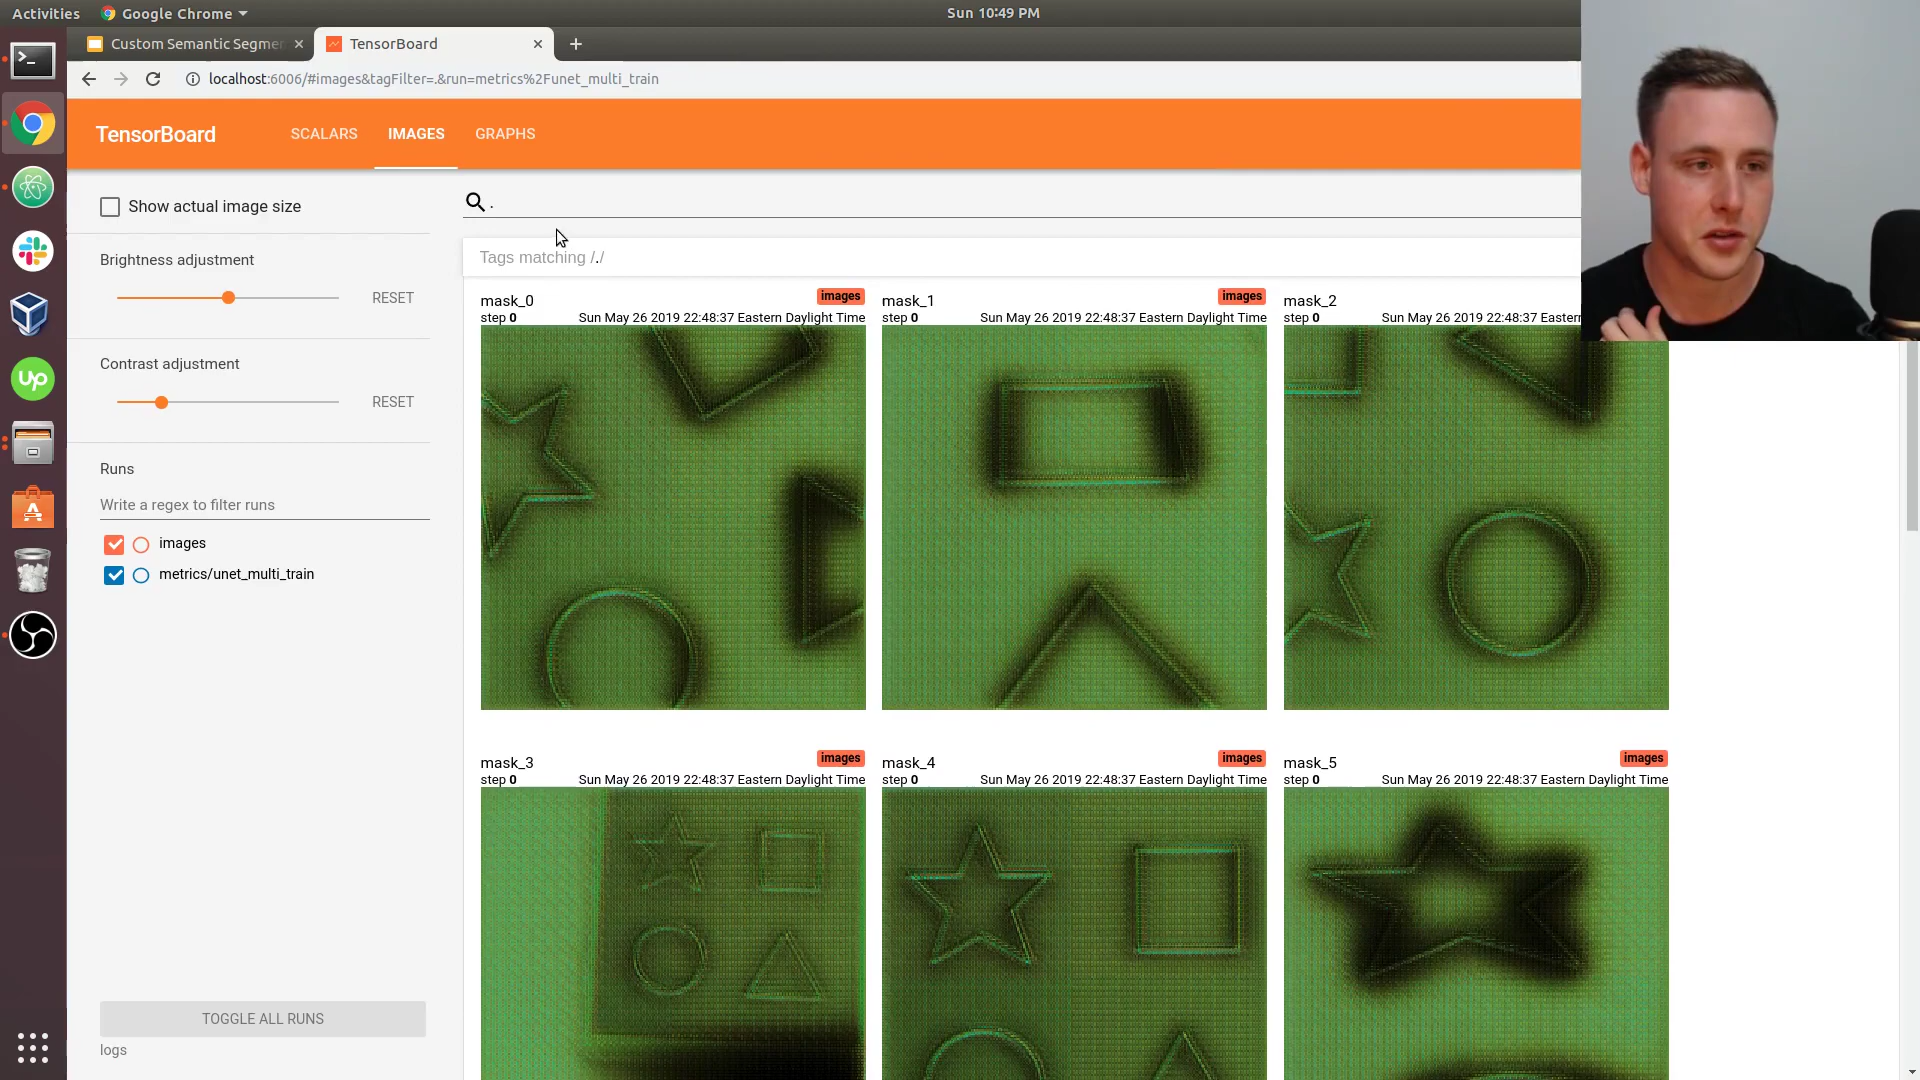 Activities
Google Chrome
Sun 10:49 PM
Custom Semantic Segme
TensorBoard
localhost:6006/#images&tagFilter=.&run=metrics%2Funet_multi_train
TensorBoard
SCALARS
IMAGES
GRAPHS
Show actual image size
.
Brightness adjustment
RESET
Contrast adjustment
RESET
Runs
Write a regex to filter runs
images
metrics/unet_multi_train
TOGGLE ALL RUNS
logs
Tags matching /./
mask_0
images
step 0
Sun May 26 2019 22:48:37 Eastern Daylight Time
mask_1
images
step 0
Sun May 26 2019 22:48:37 Eastern Daylight Time
mask_2
step 0
Sun May 26 2019 22:48:37 Eastern
mask_3
images
step 0
Sun May 26 2019 22:48:37 Eastern Daylight Time
mask_4
images
step 0
Sun May 26 2019 22:48:37 Eastern Daylight Time
mask_5
images
step 0
Sun May 26 2019 22:48:37 Eastern Daylight Time
Up